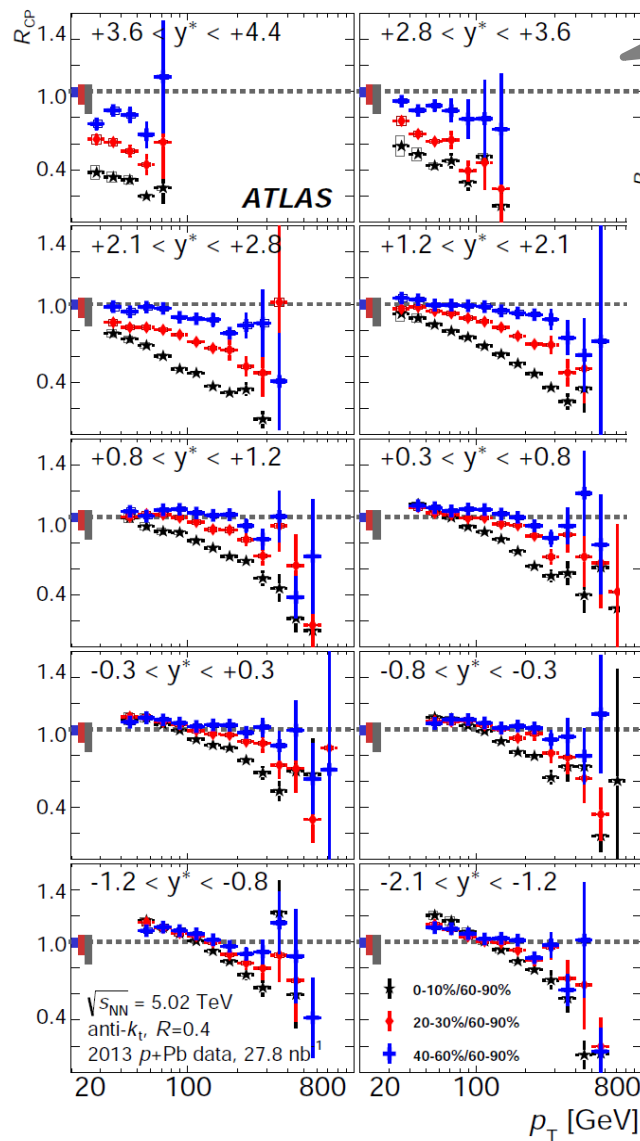 R_CP
+3.6 < y* < +4.4
+2.8 < y* < +3.6
1.4
1.0
0.4
ATLAS
+2.1 < y* < +2.8
+1.2 < y* < +2.1
1.4
1.0
0.4
+0.8 < y* < +1.2
+0.3 < y* < +0.8
1.4
1.0
0.4
-0.3 < y* < +0.3
-0.8 < y* < -0.3
1.4
1.0
0.4
-1.2 < y* < -0.8
-2.1 < y* < -1.2
1.4
1.0
0.4
√s_NN = 5.02 TeV
anti-k_t, R=0.4
2013 p+Pb data, 27.8 nb⁻¹
0-10%/60-90%
20-30%/60-90%
40-60%/60-90%
20 100 800
20 100 800
p_T [GeV]